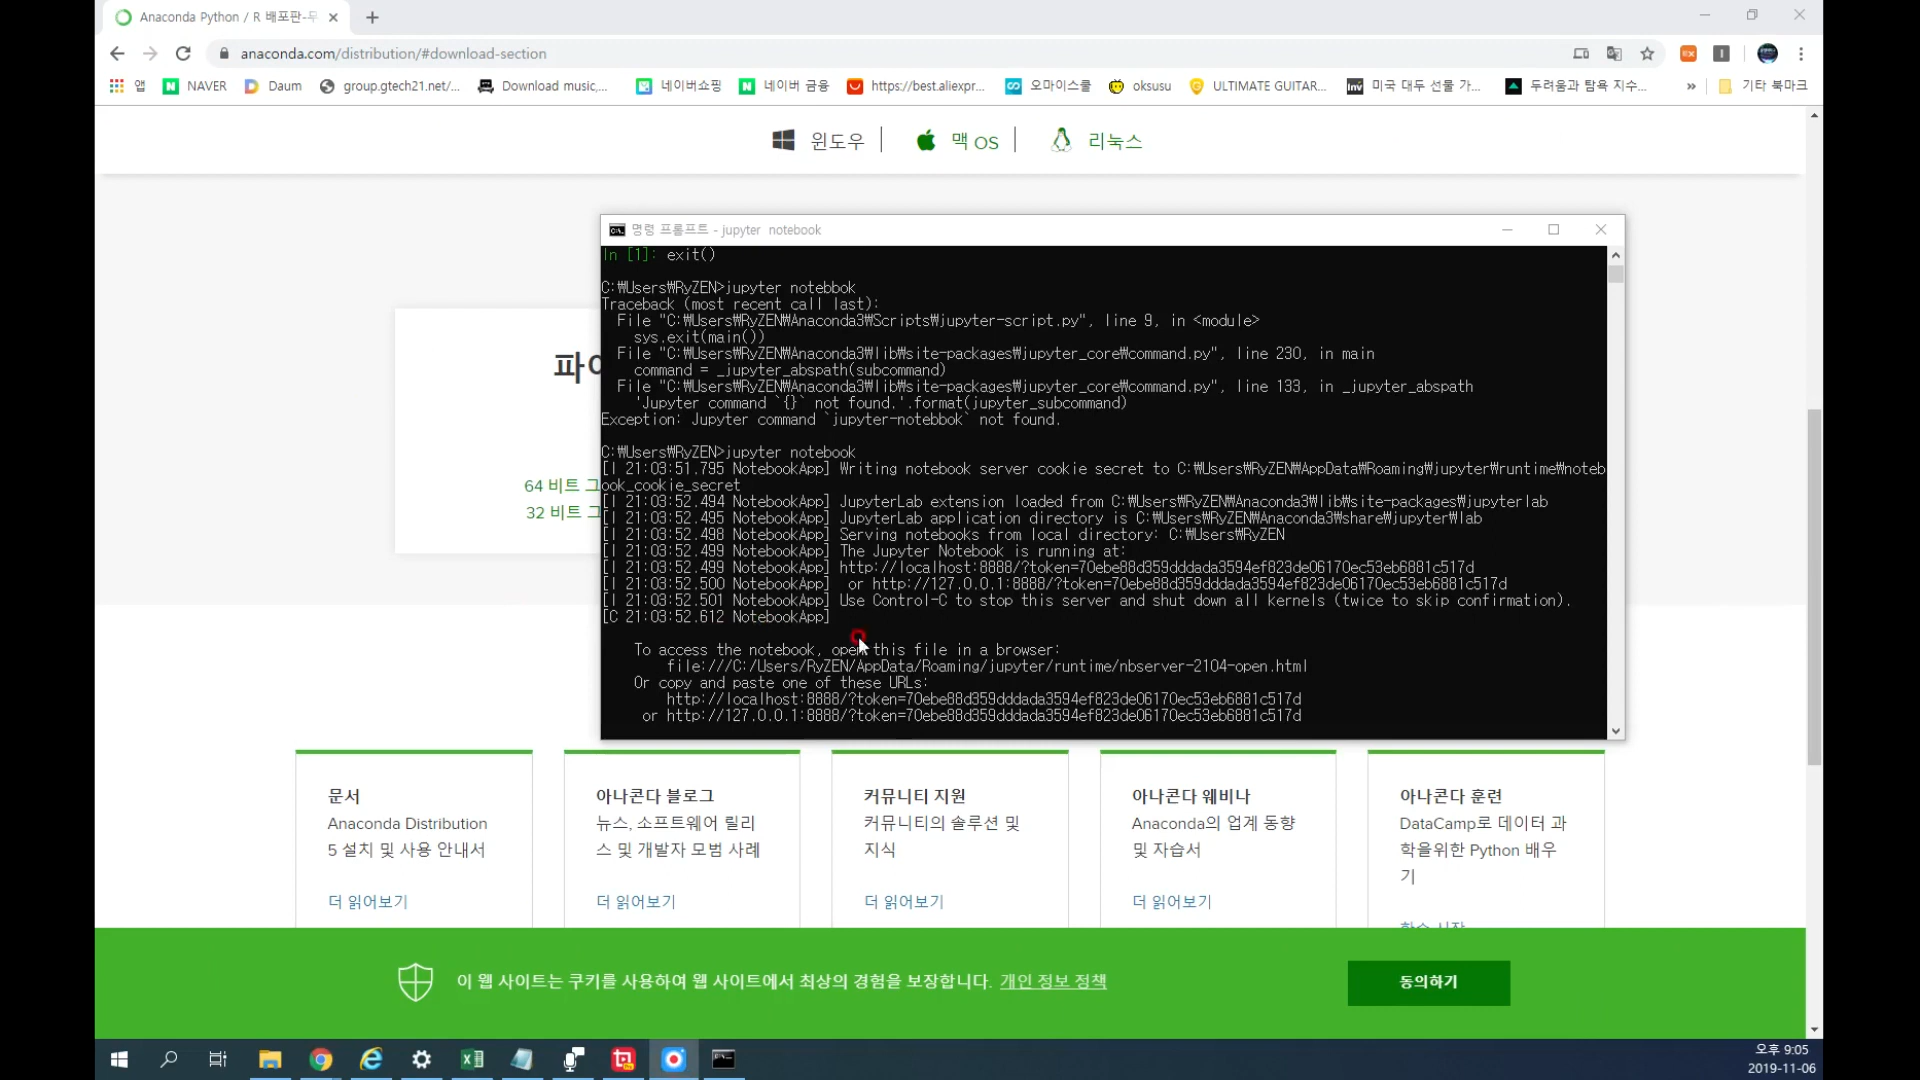 Anaconda Python / R 배포판-무
anaconda.com/distribution/#download-section
앱 NAVER Daum group.gtech21.net/... Download music,... 네이버쇼핑 네이버 금융 https://best.aliexpr... 오마이스쿨 oksusu ULTIMATE GUITAR... 미국 대두 선물 가... 두려움과 탐욕 지수... » 기타 북마크
윈도우 맥 OS 리눅스
명령 프롬프트 - jupyter notebook
In [1]: exit()
C:₩Users₩RyZEN>jupyter notebbok
Traceback (most recent call last):
File "C:₩Users₩RyZEN₩Anaconda3₩Scripts₩jupyter-script.py", line 9, in <module>
sys.exit(main())
File "C:₩Users₩RyZEN₩Anaconda3₩lib₩site-packages₩jupyter_core₩command.py", line 230, in main
command = _jupyter_abspath(subcommand)
File "C:₩Users₩RyZEN₩Anaconda3₩lib₩site-packages₩jupyter_core₩command.py", line 133, in _jupyter_abspath
'Jupyter command `{}` not found.'.format(jupyter_subcommand)
Exception: Jupyter command `jupyter-notebbok` not found.
C:₩Users₩RyZEN>jupyter notebook
[I 21:03:51.795 NotebookApp] Writing notebook server cookie secret to C:₩Users₩RyZEN₩AppData₩Roaming₩jupyter₩runtime₩noteb
ook_cookie_secret
[I 21:03:52.494 NotebookApp] JupyterLab extension loaded from C:₩Users₩RyZEN₩Anaconda3₩lib₩site-packages₩jupyterlab
[I 21:03:52.495 NotebookApp] JupyterLab application directory is C:₩Users₩RyZEN₩Anaconda3₩share₩jupyter₩lab
[I 21:03:52.498 NotebookApp] Serving notebooks from local directory: C:₩Users₩RyZEN
[I 21:03:52.499 NotebookApp] The Jupyter Notebook is running at:
[I 21:03:52.499 NotebookApp] http://localhost:8888/?token=70ebe88d359dddada3594ef823de06170ec53eb6881c517d
[I 21:03:52.500 NotebookApp] or http://127.0.0.1:8888/?token=70ebe88d359dddada3594ef823de06170ec53eb6881c517d
[I 21:03:52.501 NotebookApp] Use Control-C to stop this server and shut down all kernels (twice to skip confirmation).
[C 21:03:52.612 NotebookApp]
To access the notebook, open this file in a browser:
file:///C:/Users/RyZEN/AppData/Roaming/jupyter/runtime/nbserver-2104-open.html
Or copy and paste one of these URLs:
http://localhost:8888/?token=70ebe88d359dddada3594ef823de06170ec53eb6881c517d
or http://127.0.0.1:8888/?token=70ebe88d359dddada3594ef823de06170ec53eb6881c517d
파이
64 비트 그
32 비트 그
문서
Anaconda Distribution
5 설치 및 사용 안내서
더 읽어보기
아나콘다 블로그
뉴스, 소프트웨어 릴리
스 및 개발자 모범 사례
더 읽어보기
커뮤니티 지원
커뮤니티의 솔루션 및
지식
더 읽어보기
아나콘다 웨비나
Anaconda의 업계 동향
및 자습서
더 읽어보기
아나콘다 훈련
DataCamp로 데이터 과
학을위한 Python 배우
기
이 웹 사이트는 쿠키를 사용하여 웹 사이트에서 최상의 경험을 보장합니다. 개인 정보 정책
동의하기
오후 9:05
2019-11-06